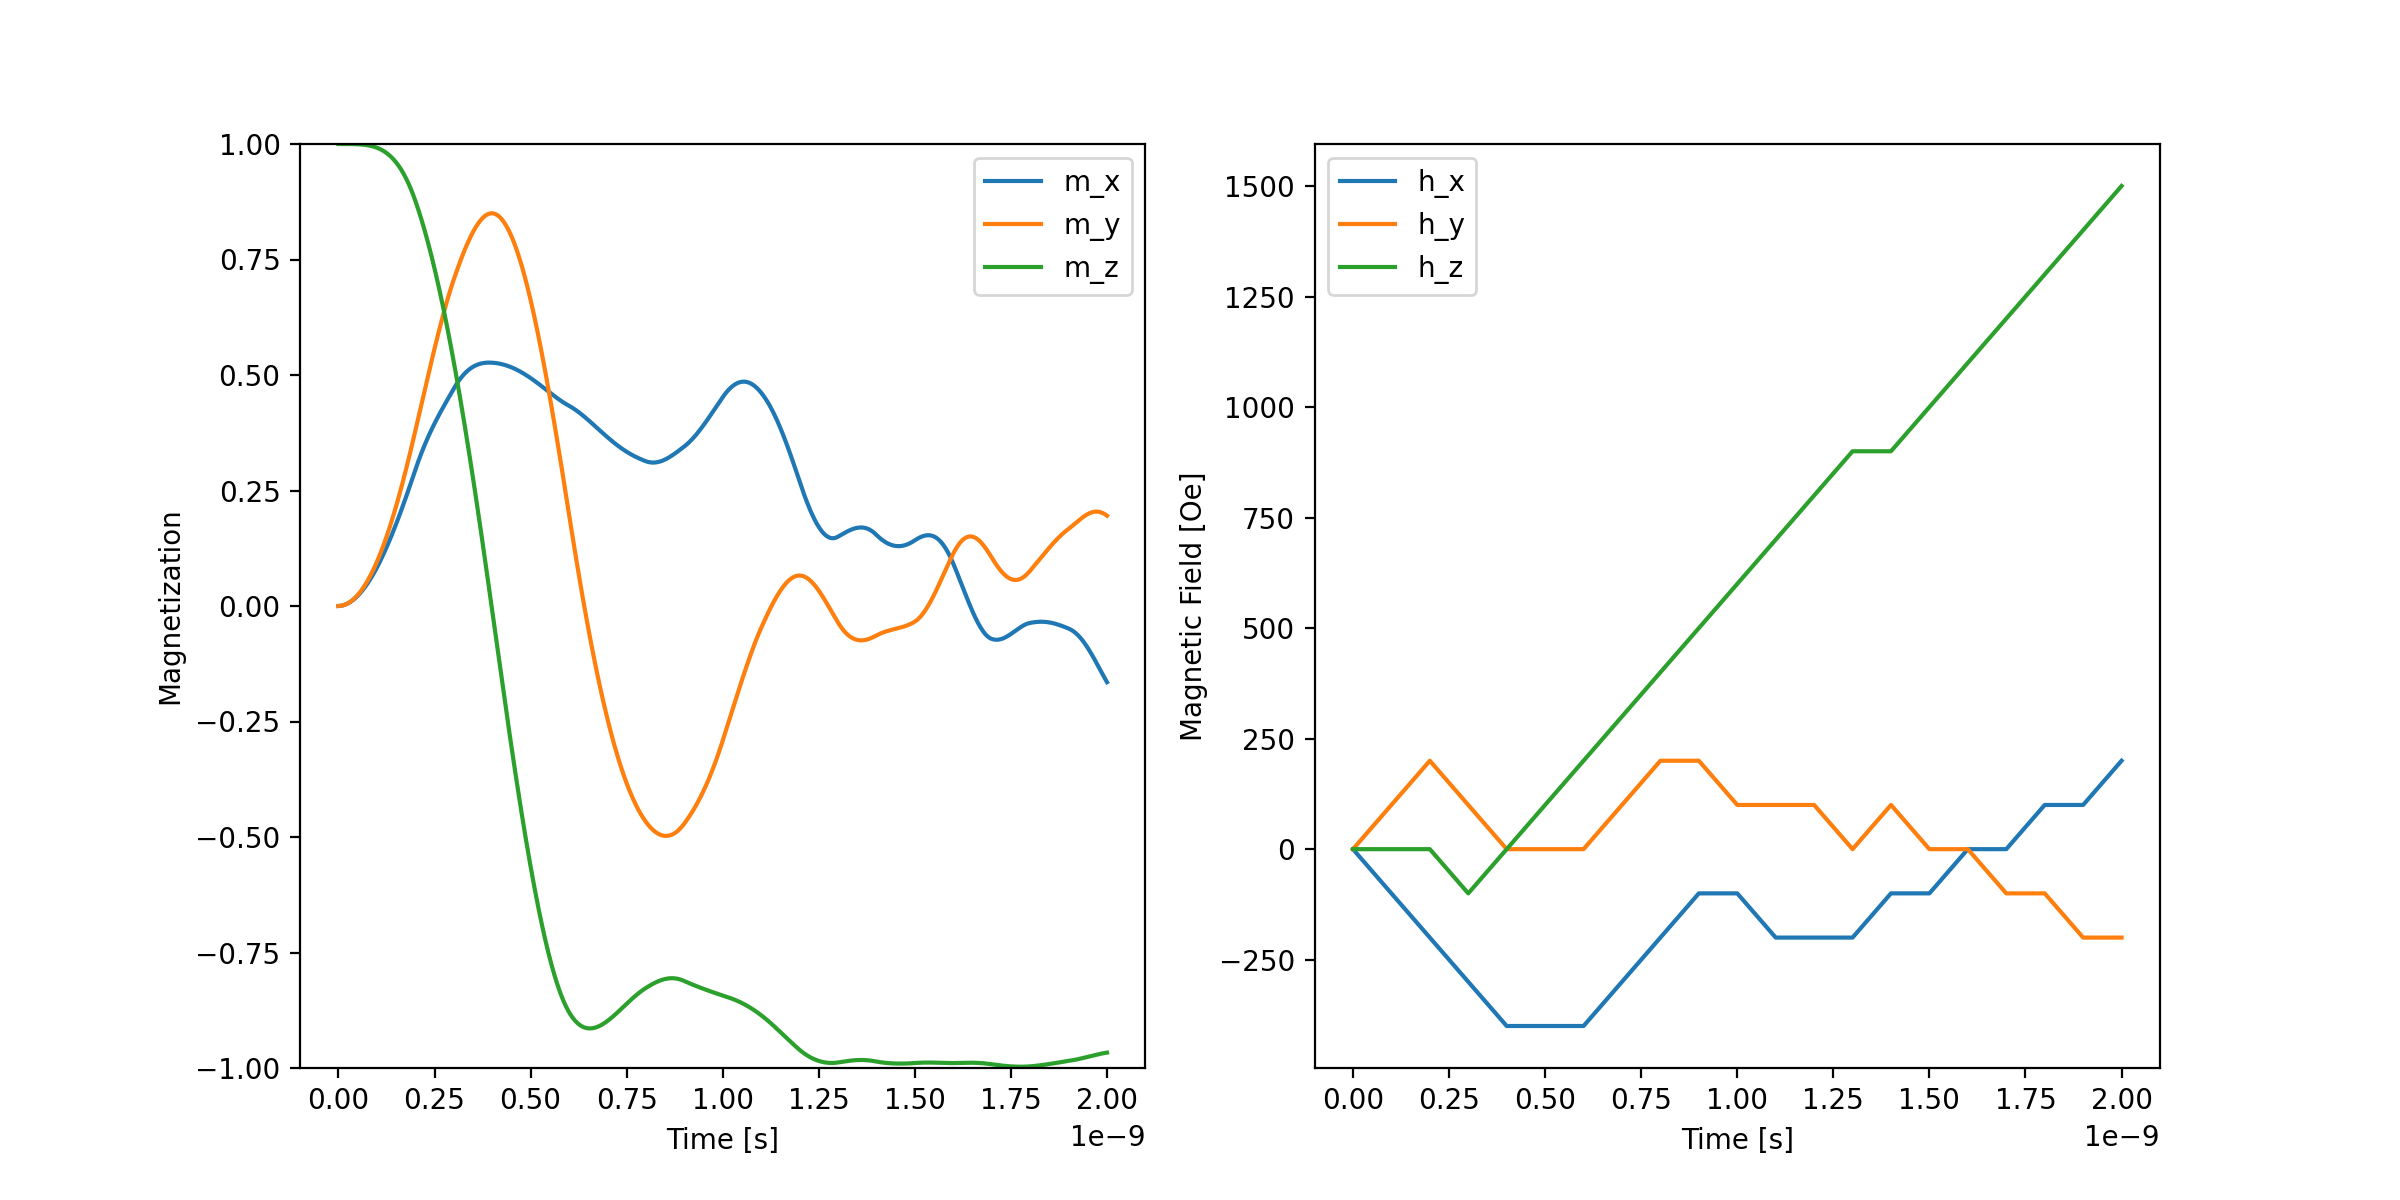 1.00
0.75
0.50
0.25
0.00
−0.25
−0.50
−0.75
−1.00
Magnetization
m_x
m_y
m_z
0.00 0.25 0.50 0.75 1.00 1.25 1.50 1.75 2.00
Time [s]
1e−9
1500
1250
1000
750
500
250
0
−250
Magnetic Field [Oe]
h_x
h_y
h_z
0.00 0.25 0.50 0.75 1.00 1.25 1.50 1.75 2.00
Time [s]
1e−9